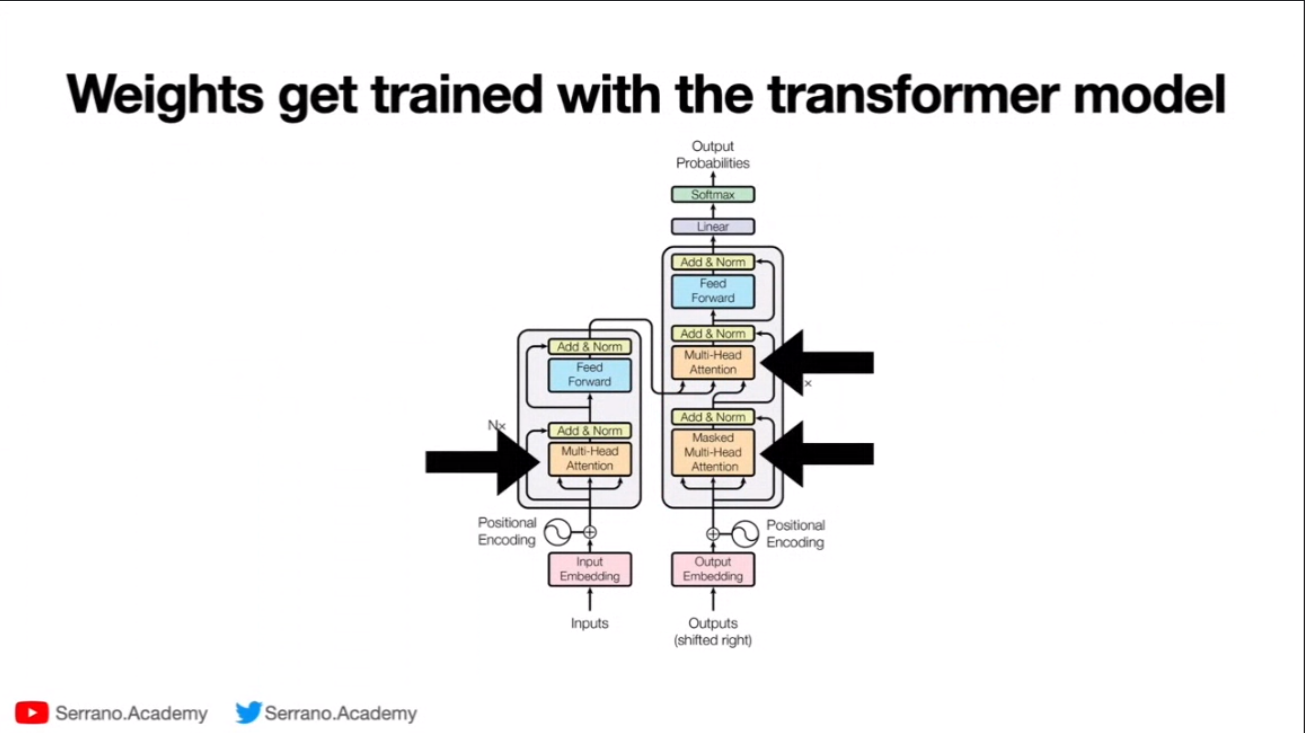 Weights get trained with the transformer model
Output
Probabilities
Softmax
Linear
Add & Norm
Feed
Forward
Add & Norm
Multi-Head
Attention
×
Add & Norm
Masked
Multi-Head
Attention
Add & Norm
Feed
Forward
N×
Add & Norm
Multi-Head
Attention
Positional
Encoding
Positional
Encoding
Input
Embedding
Output
Embedding
Inputs
Outputs
(shifted right)
Serrano.Academy
Serrano.Academy